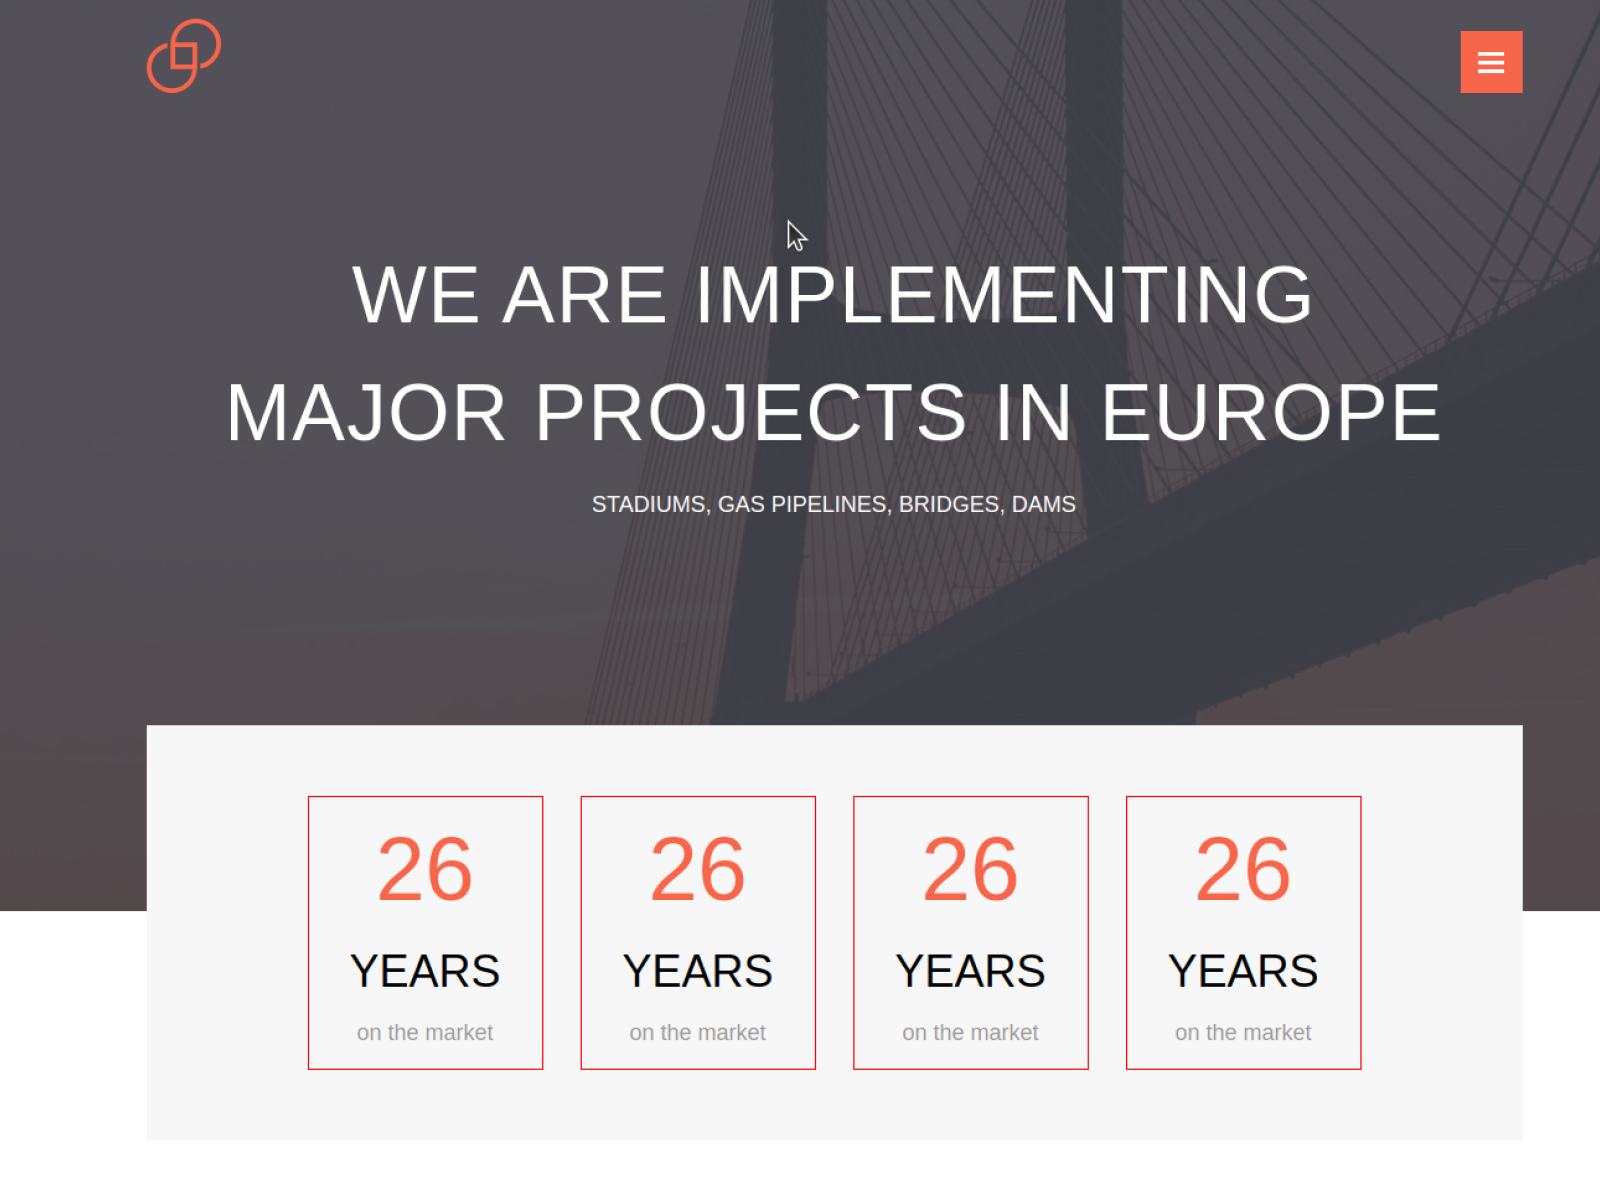 WE ARE IMPLEMENTING
MAJOR PROJECTS IN EUROPE
STADIUMS, GAS PIPELINES, BRIDGES, DAMS
26 26 26 26
YEARS YEARS YEARS YEARS
on the market on the market on the market on the market